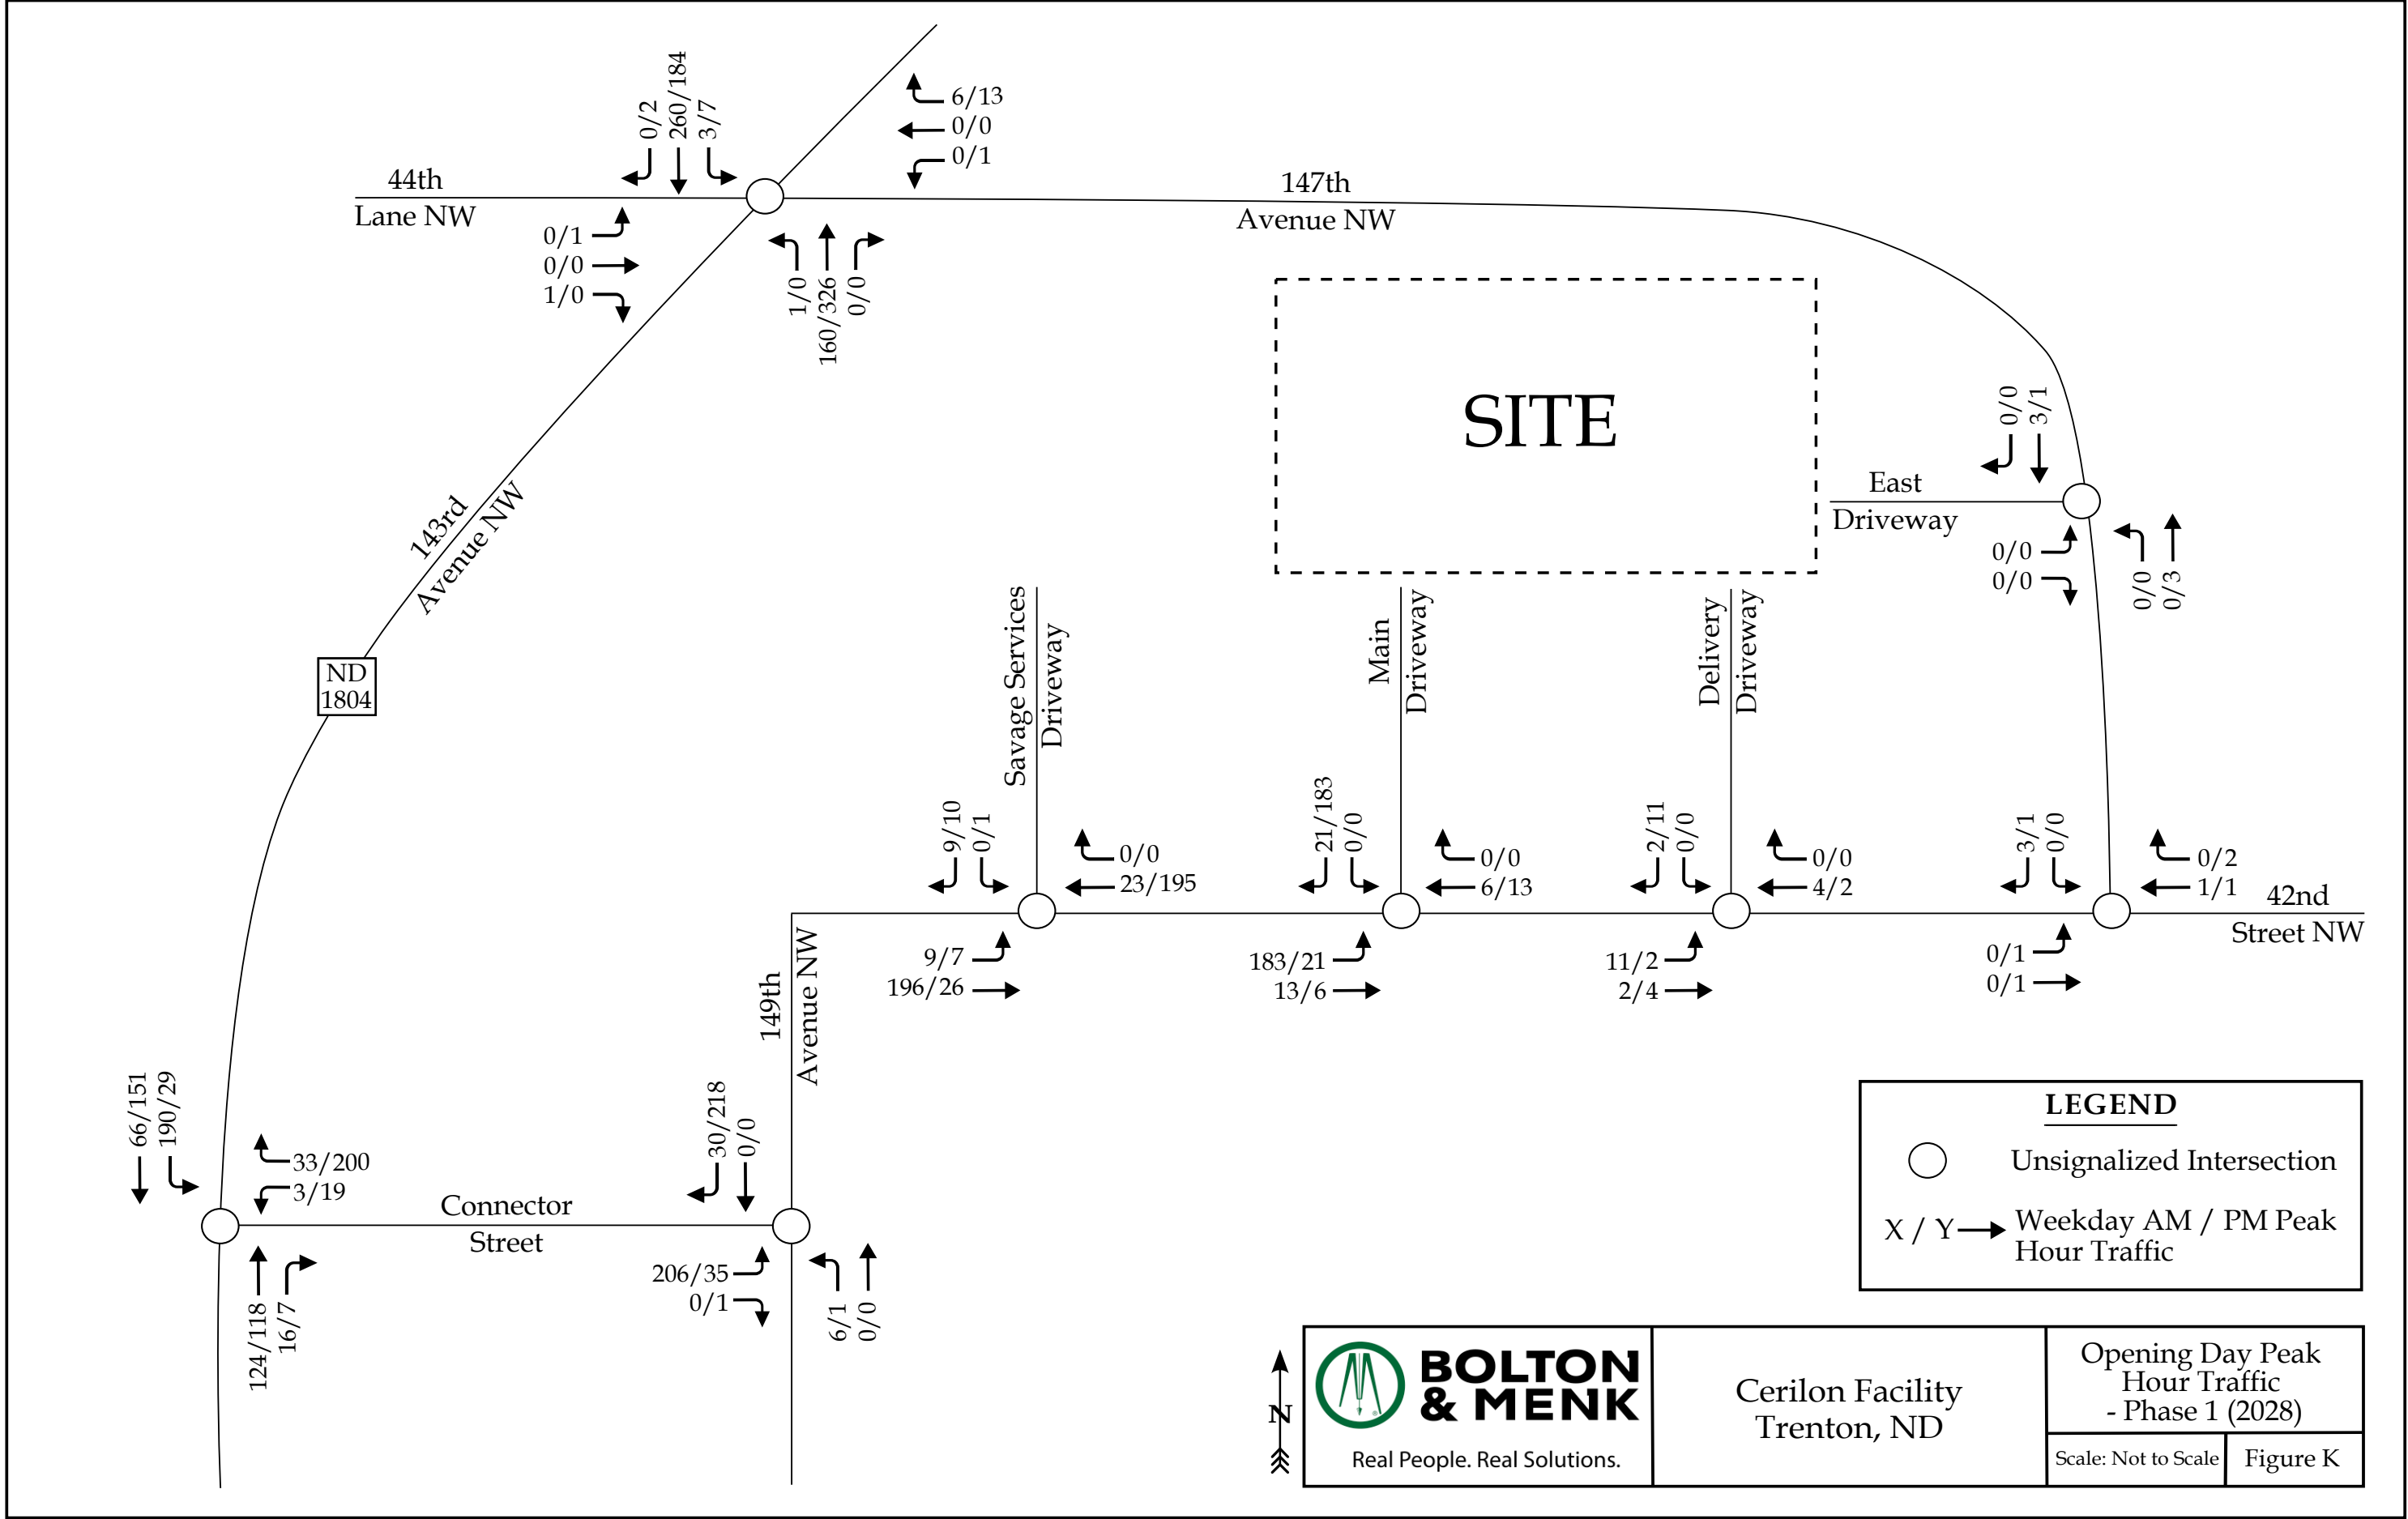 0/2
260/184
3/7
6/13
0/0
0/1
44th
Lane NW
147th
Avenue NW
0/1
0/0
1/0
1/0
160/326
0/0
SITE
0/0
3/1
East
Driveway
0/0
0/0
0/0
0/3
143rd
Avenue NW
ND
1804
Savage Services
Driveway
Main
Driveway
Delivery
Driveway
9/10
0/1
0/0
23/195
21/183
0/0
0/0
6/13
2/11
0/0
0/0
4/2
3/1
0/0
0/2
1/1
42nd
Street NW
9/7
196/26
183/21
13/6
11/2
2/4
0/1
0/1
149th
Avenue NW
66/151
190/29
33/200
3/19
Connector
Street
30/218
0/0
124/118
16/7
206/35
0/1
6/1
0/0
LEGEND
Unsignalized Intersection
X / Y Weekday AM / PM Peak
Hour Traffic
N
BOLTON
& MENK
®
Real People. Real Solutions.
Cerilon Facility
Trenton, ND
Opening Day Peak
Hour Traffic
- Phase 1 (2028)
Scale: Not to Scale
Figure K